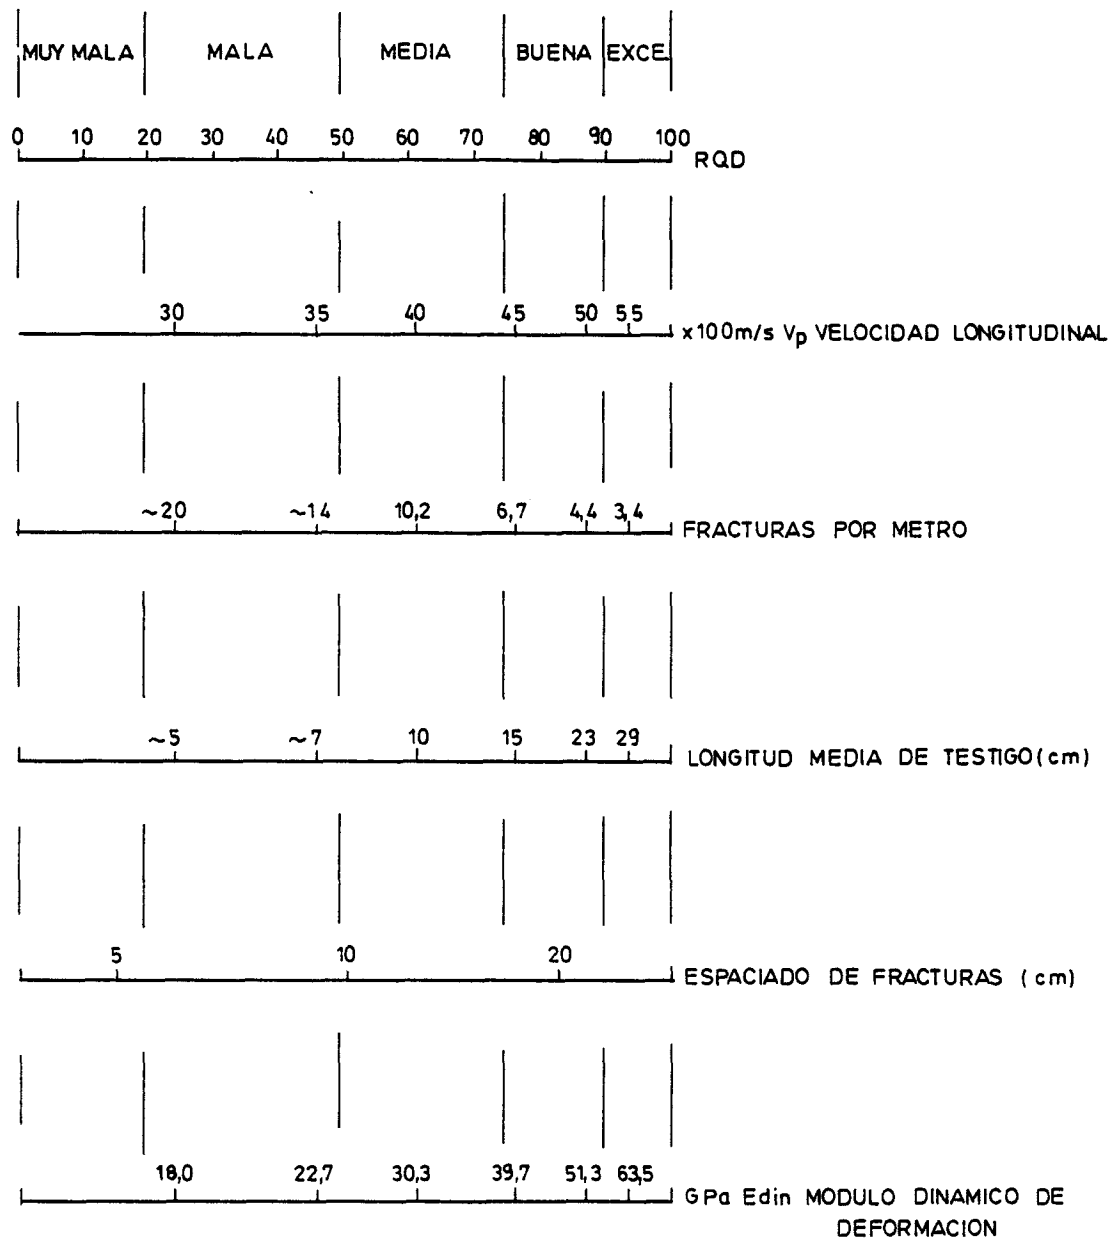 MUY MALA MALA MEDIA BUENA EXCE.
0 10 20 30 40 50 60 70 80 90 100
RQD
30 35 40 45 50 55
x100m/s Vp VELOCIDAD LONGITUDINAL
~20 ~14 10,2 6,7 4,4 3,4
FRACTURAS POR METRO
~5 ~7 10 15 23 29
LONGITUD MEDIA DE TESTIGO (cm)
5 10 20
ESPACIADO DE FRACTURAS (cm)
18,0 22,7 30,3 39,7 51,3 63,5
GPa Edin MODULO DINAMICO DE
DEFORMACION